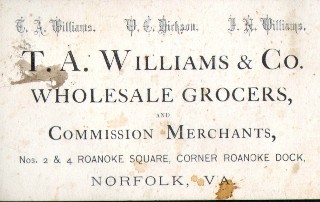 T. A. Williams. W. C. Dickson. J. N. Williams.
T. A. WILLIAMS & CO.
WHOLESALE GROCERS,
AND
COMMISSION MERCHANTS,
Nos. 2 & 4 ROANOKE SQUARE, CORNER ROANOKE DOCK,
NORFOLK, VA.